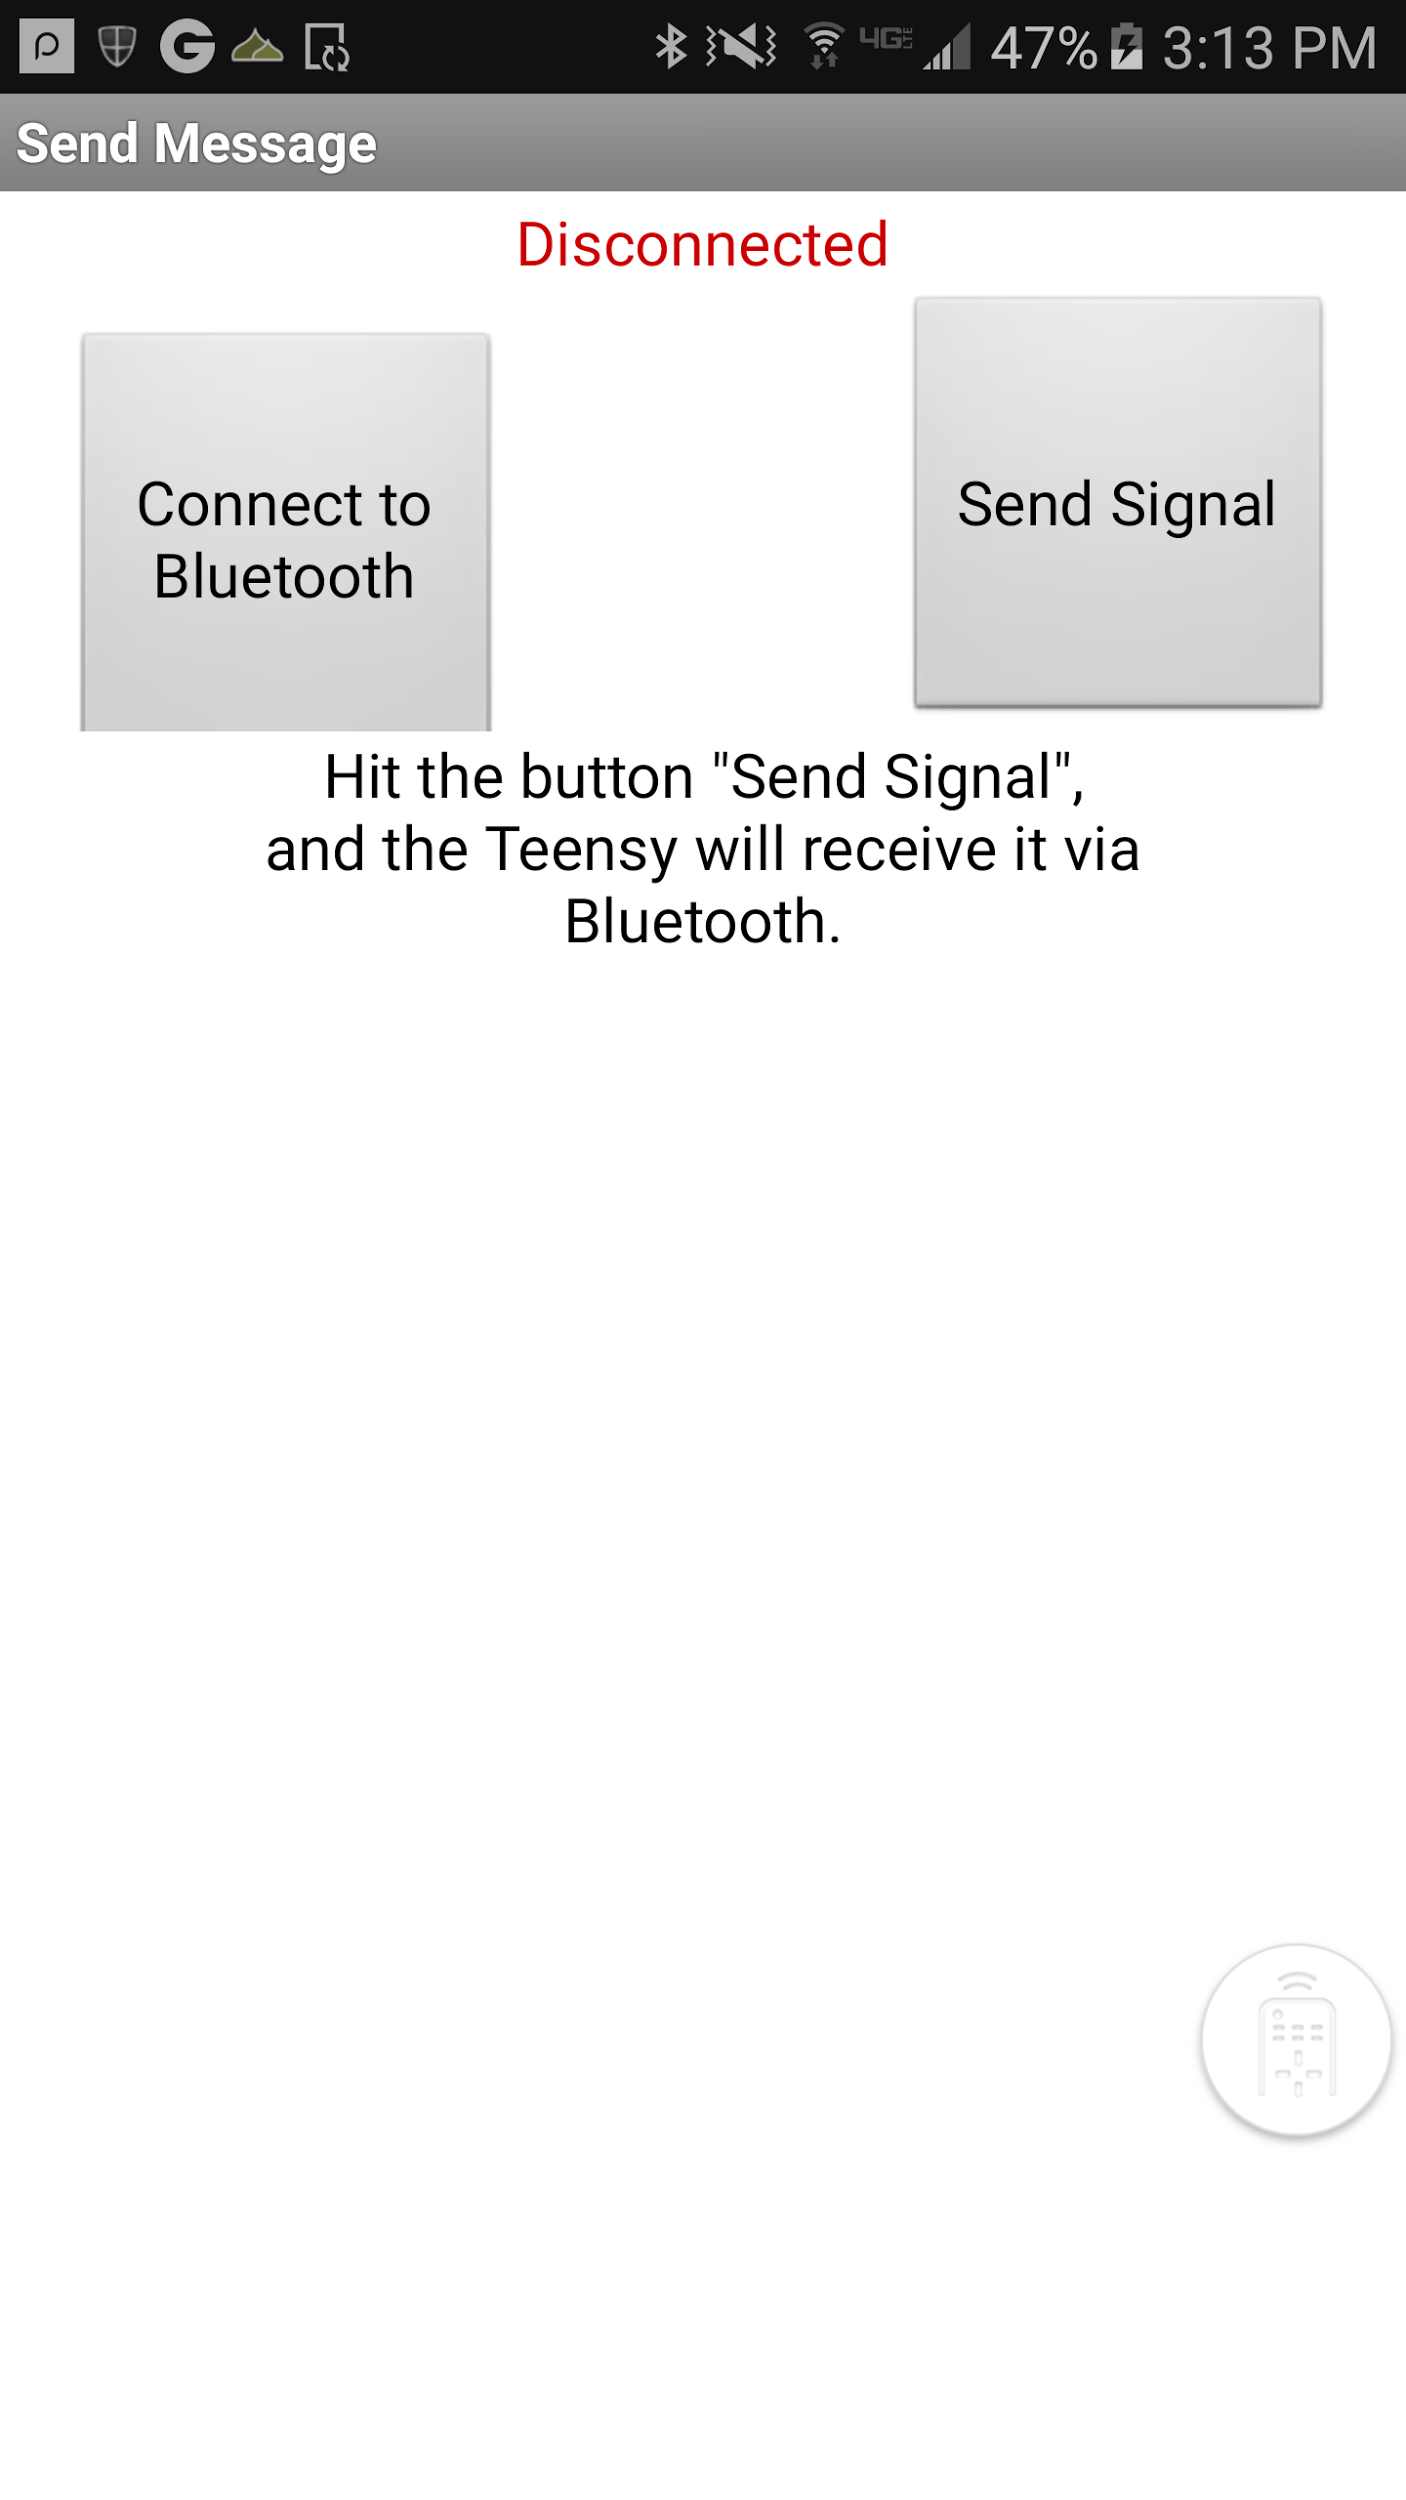 47% 3:13 PM
Send Message
Disconnected
Connect to
Bluetooth
Send Signal
Hit the button "Send Signal",
and the Teensy will receive it via
Bluetooth.